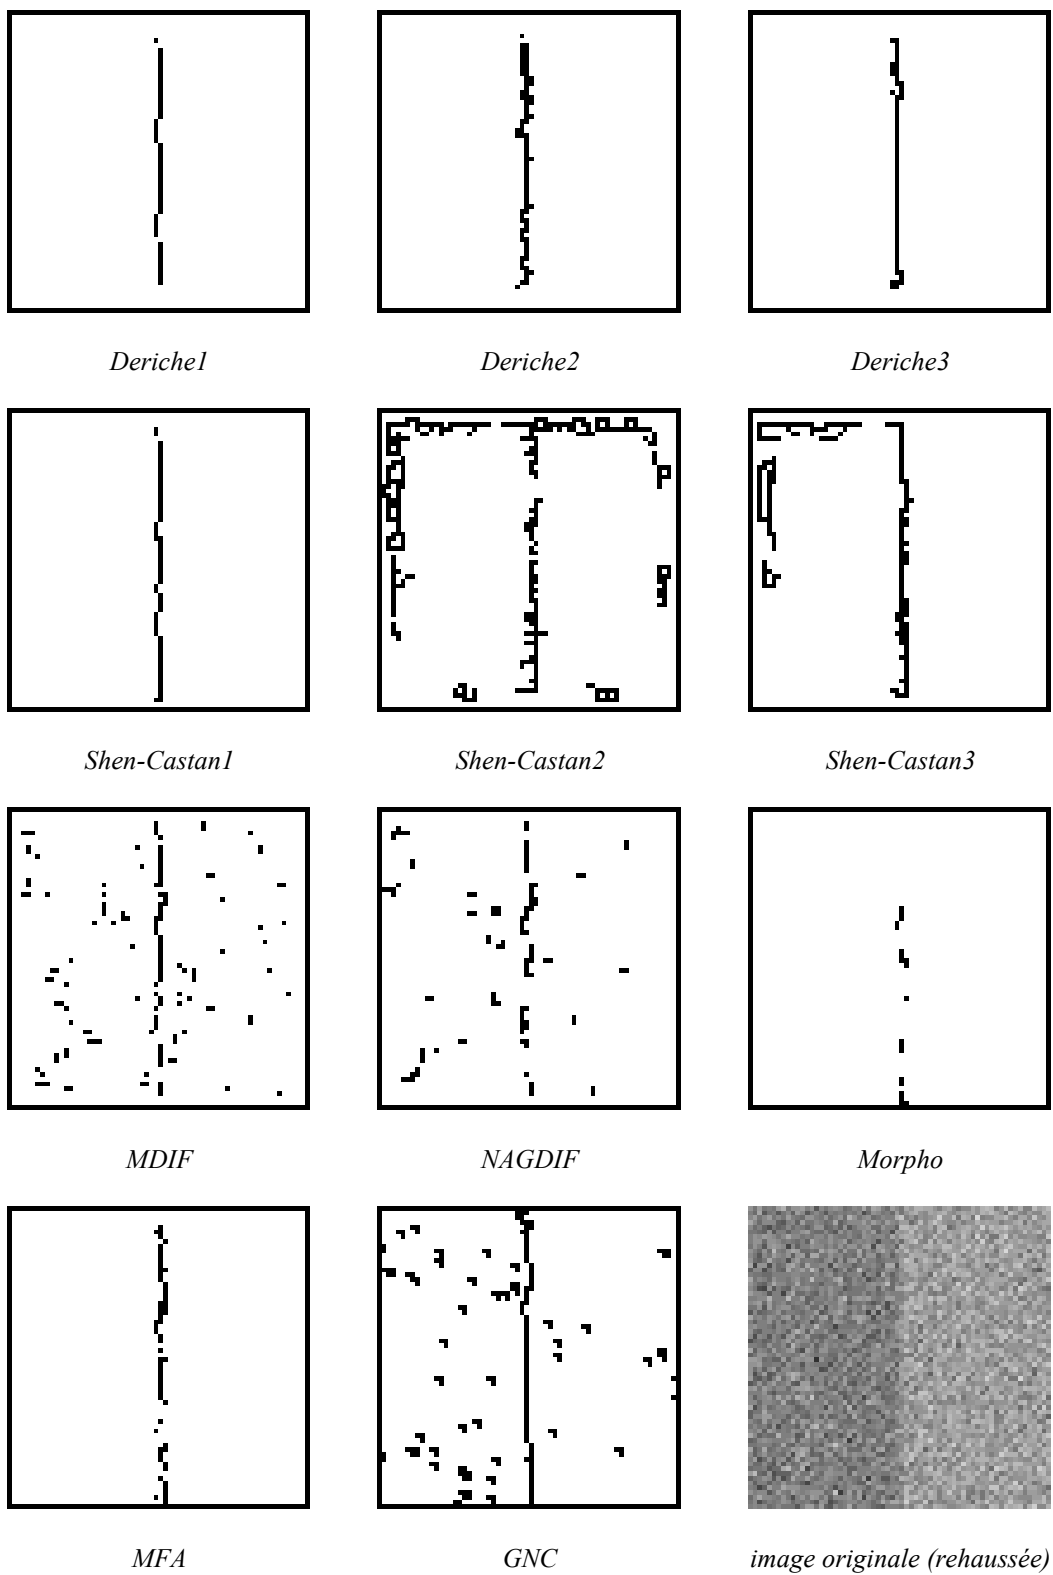 Deriche1
Deriche2
Deriche3
Shen-Castan1
Shen-Castan2
Shen-Castan3
MDIF
NAGDIF
Morpho
MFA
GNC
image originale (rehaussée)